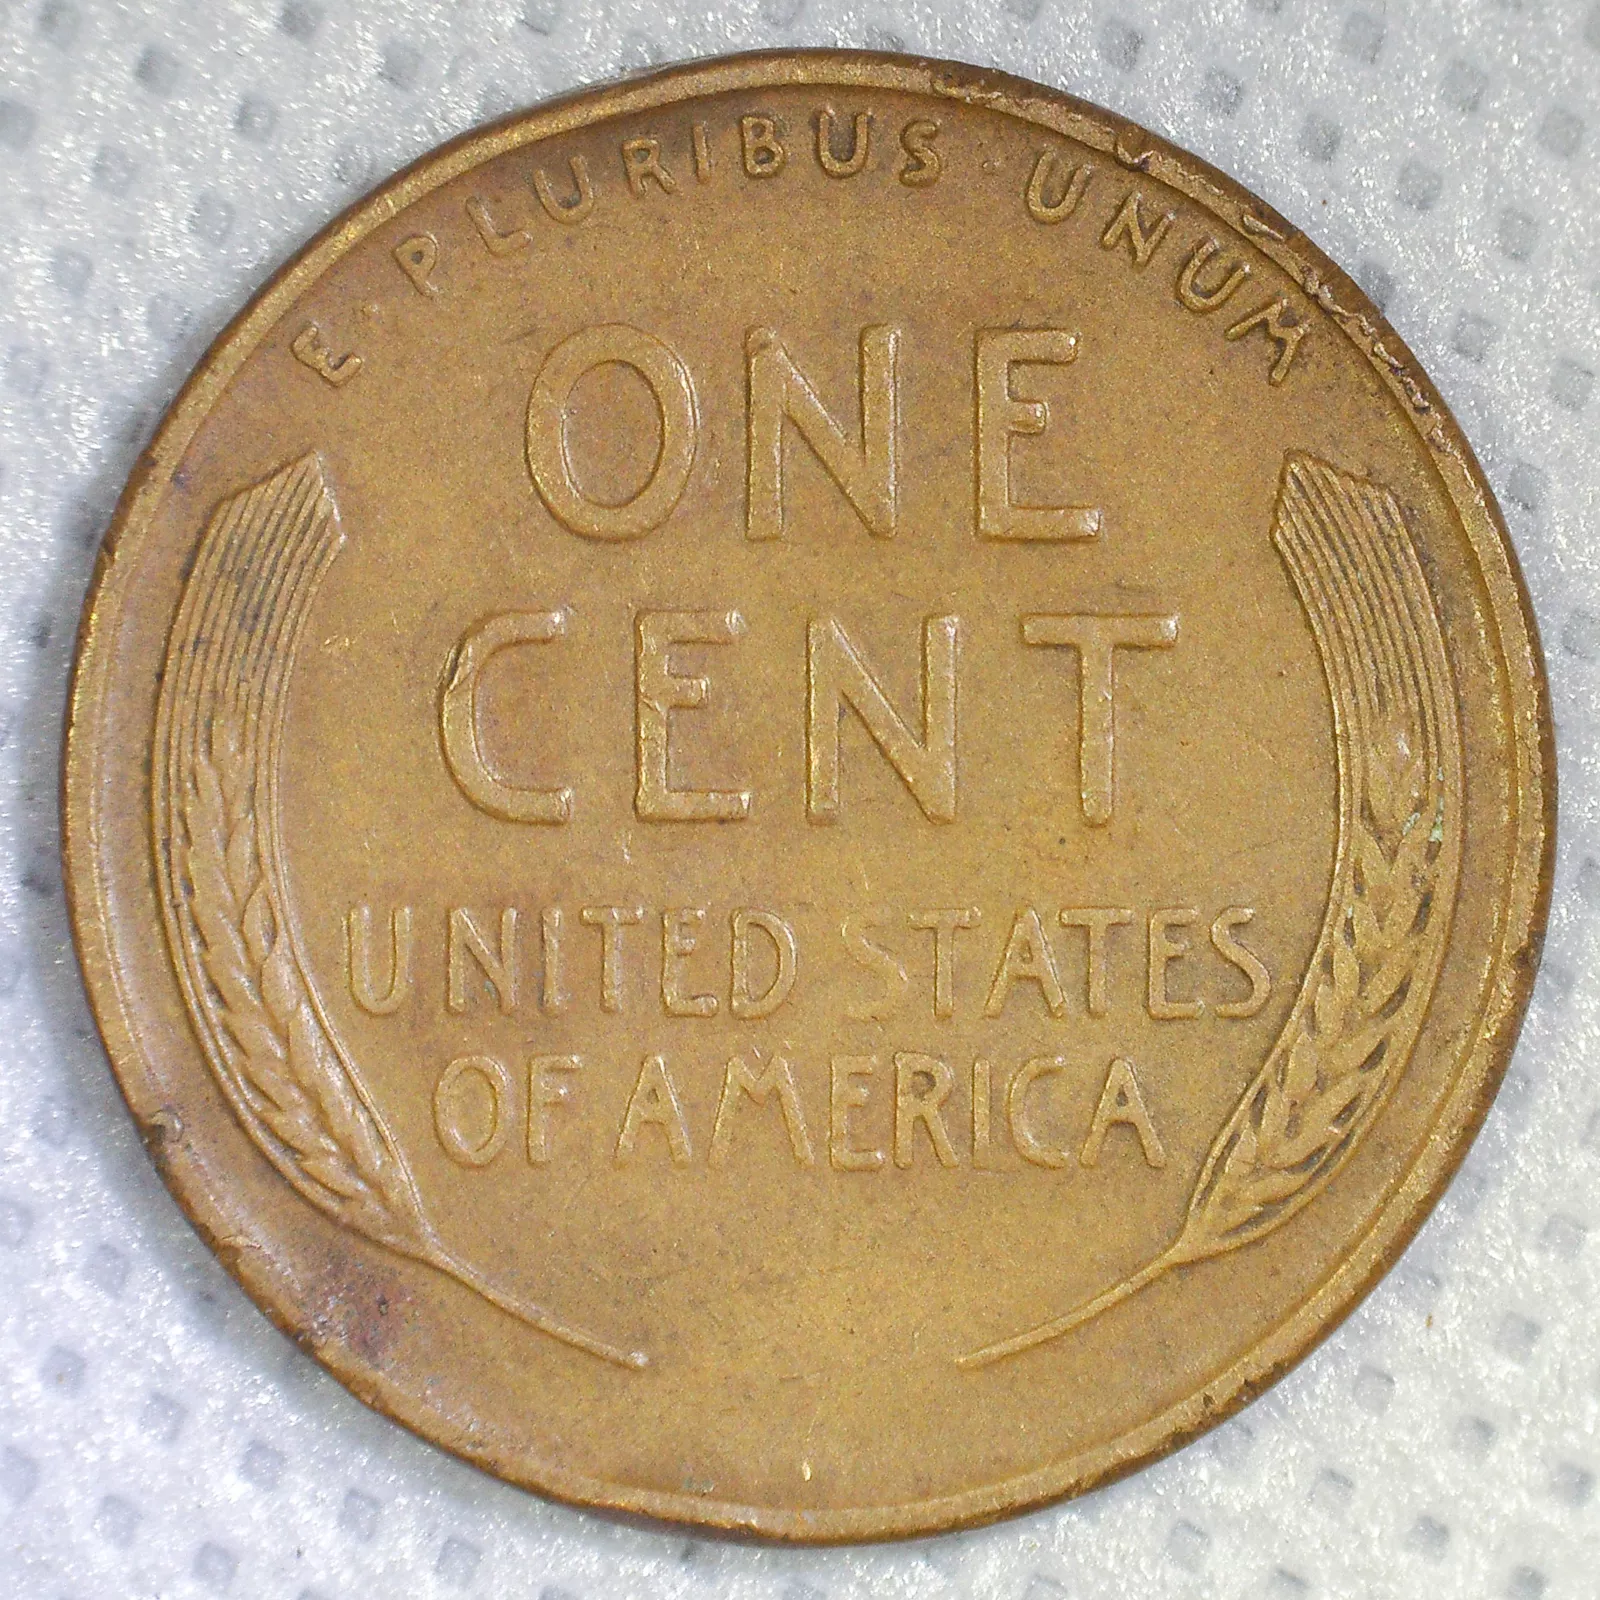 E · PLURIBUS · UNUM
ONE
CENT
UNITED STATES
OF AMERICA